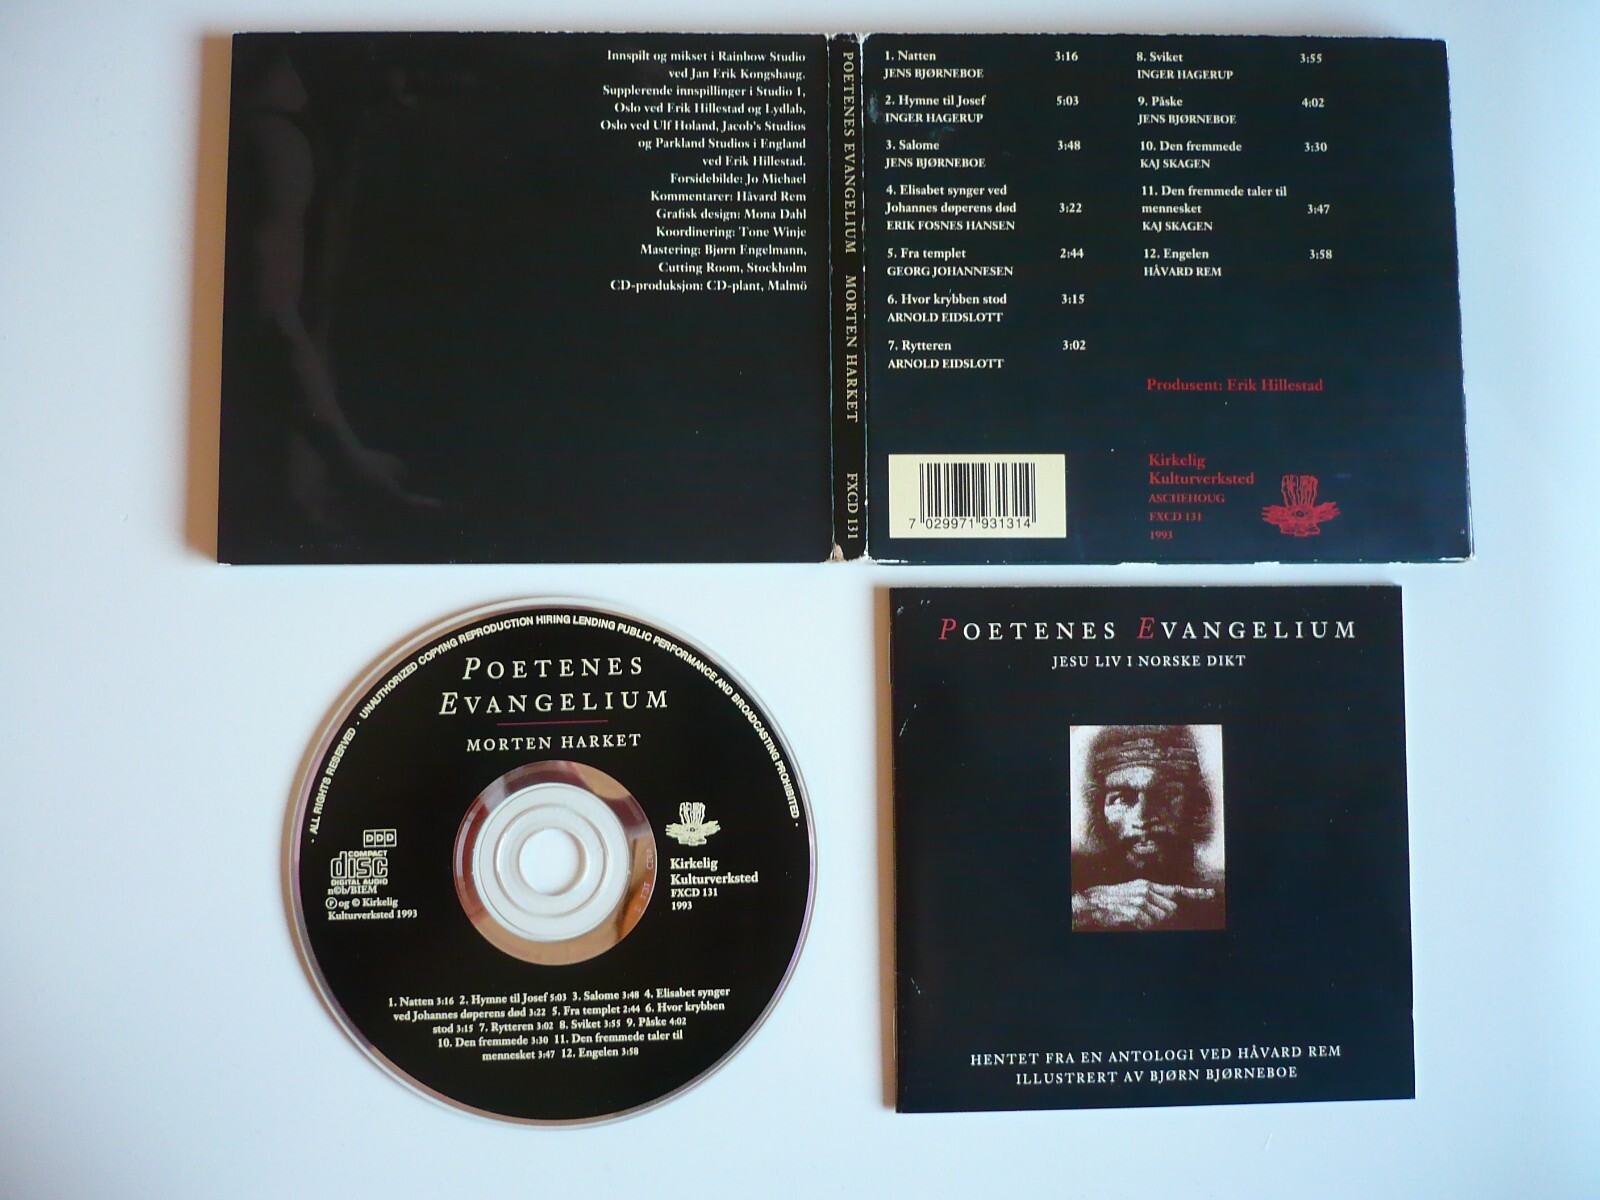 Innspilt og mikset i Rainbow Studio
ved Jan Erik Kongshaug.
Supplerende innspillinger i Studio 1,
Oslo ved Erik Hillestad og Lydlab,
Oslo ved Ulf Holand, Jacob's Studios
og Parkland Studios i England
ved Erik Hillestad.
Forsidebilde: Jo Michael
Kommentarer: Håvard Rem
Grafisk design: Mona Dahl
Koordinering: Tone Winje
Mastering: Bjørn Engelmann,
Cutting Room, Stockholm
CD-produksjon: CD-plant, Malmö
POETENES EVANGELIUM MORTEN HARKET FXCD 131
1. Natten 3:16
JENS BJØRNEBOE
2. Hymne til Josef 5:03
INGER HAGERUP
3. Salome 3:48
JENS BJØRNEBOE
4. Elisabet synger ved
Johannes døperens død 3:22
ERIK FOSNES HANSEN
5. Fra templet 2:44
GEORG JOHANNESEN
6. Hvor krybben stod 3:15
ARNOLD EIDSLOTT
7. Rytteren 3:02
ARNOLD EIDSLOTT
8. Sviket 3:55
INGER HAGERUP
9. Påske 4:02
JENS BJØRNEBOE
10. Den fremmede 3:30
KAJ SKAGEN
11. Den fremmede taler til
mennesket 3:47
KAJ SKAGEN
12. Engelen 3:58
HÅVARD REM
Produsent: Erik Hillestad
Kirkelig
Kulturverksted
ASCHEHOUG
FXCD 131
1993
7 029971 931314
· ALL RIGHTS RESERVED · UNAUTHORIZED COPYING REPRODUCTION HIRING LENDING PUBLIC PERFORMANCE AND BROADCASTING PROHIBITED ·
POETENES
EVANGELIUM
MORTEN HARKET
DDD
COMPACT
disc
DIGITAL AUDIO
n©b/BIEM
℗ og © Kirkelig
Kulturverksted 1993
Kirkelig
Kulturverksted
FXCD 131
1993
1. Natten 3:16 2. Hymne til Josef 5:03 3. Salome 3:48 4. Elisabet synger
ved Johannes døperens død 3:22 5. Fra templet 2:44 6. Hvor krybben
stod 3:15 7. Rytteren 3:02 8. Sviket 3:55 9. Påske 4:02
10. Den fremmede 3:30 11. Den fremmede taler til
mennesket 3:47 12. Engelen 3:58
POETENES EVANGELIUM
JESU LIV I NORSKE DIKT
HENTET FRA EN ANTOLOGI VED HÅVARD REM
ILLUSTRERT AV BJØRN BJØRNEBOE